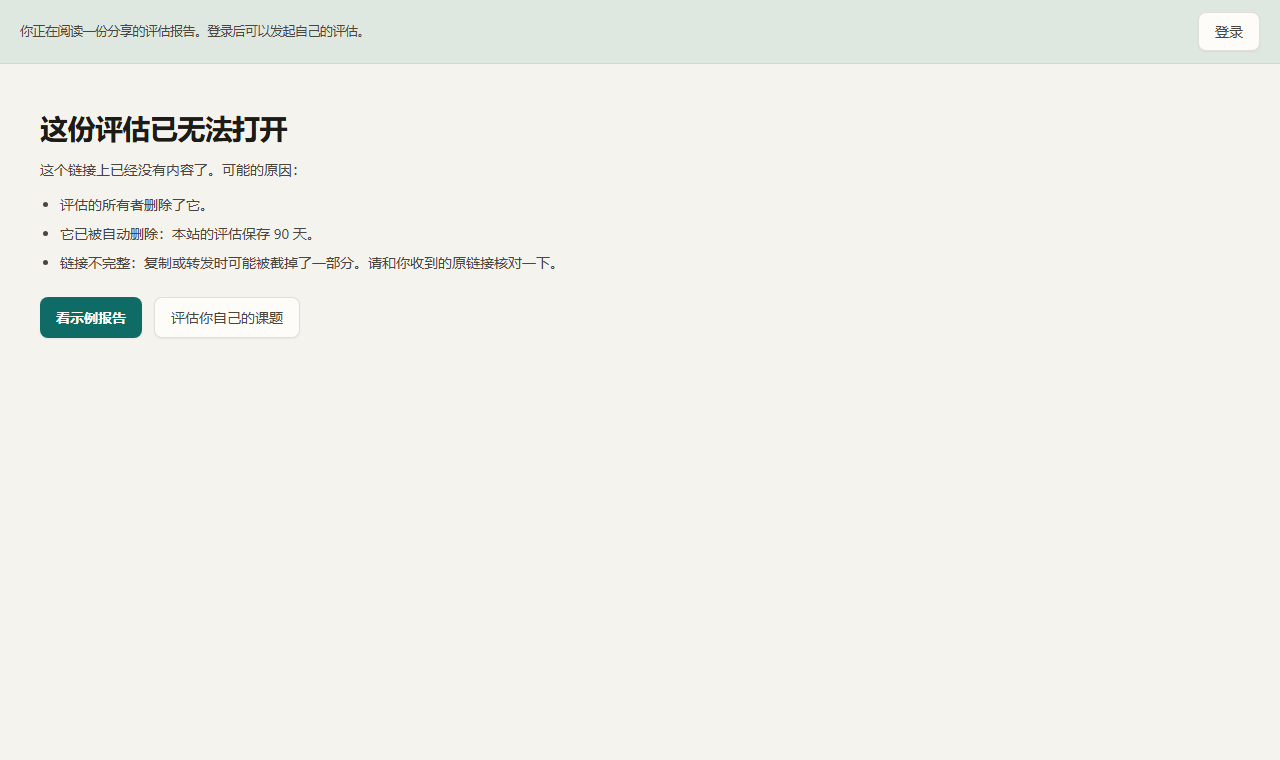 你正在阅读一份分享的评估报告。登录后可以发起自己的评估。
登录
这份评估已无法打开
这个链接上已经没有内容了。可能的原因：
评估的所有者删除了它。
它已被自动删除：本站的评估保存 90 天。
链接不完整：复制或转发时可能被截掉了一部分。请和你收到的原链接核对一下。
看示例报告
评估你自己的课题